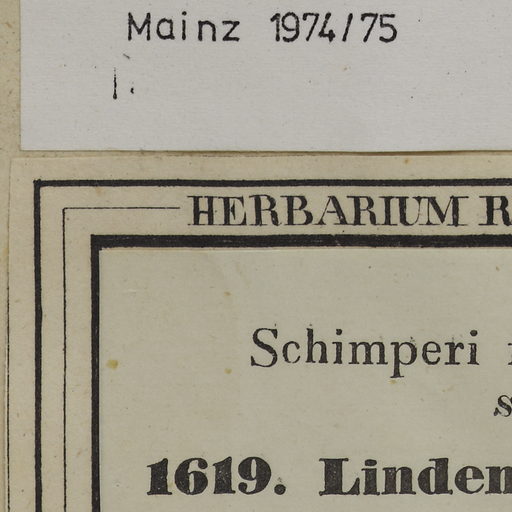 Mainz 1974/75
HERBARIUM R
Schimperi
s
1619. Linden